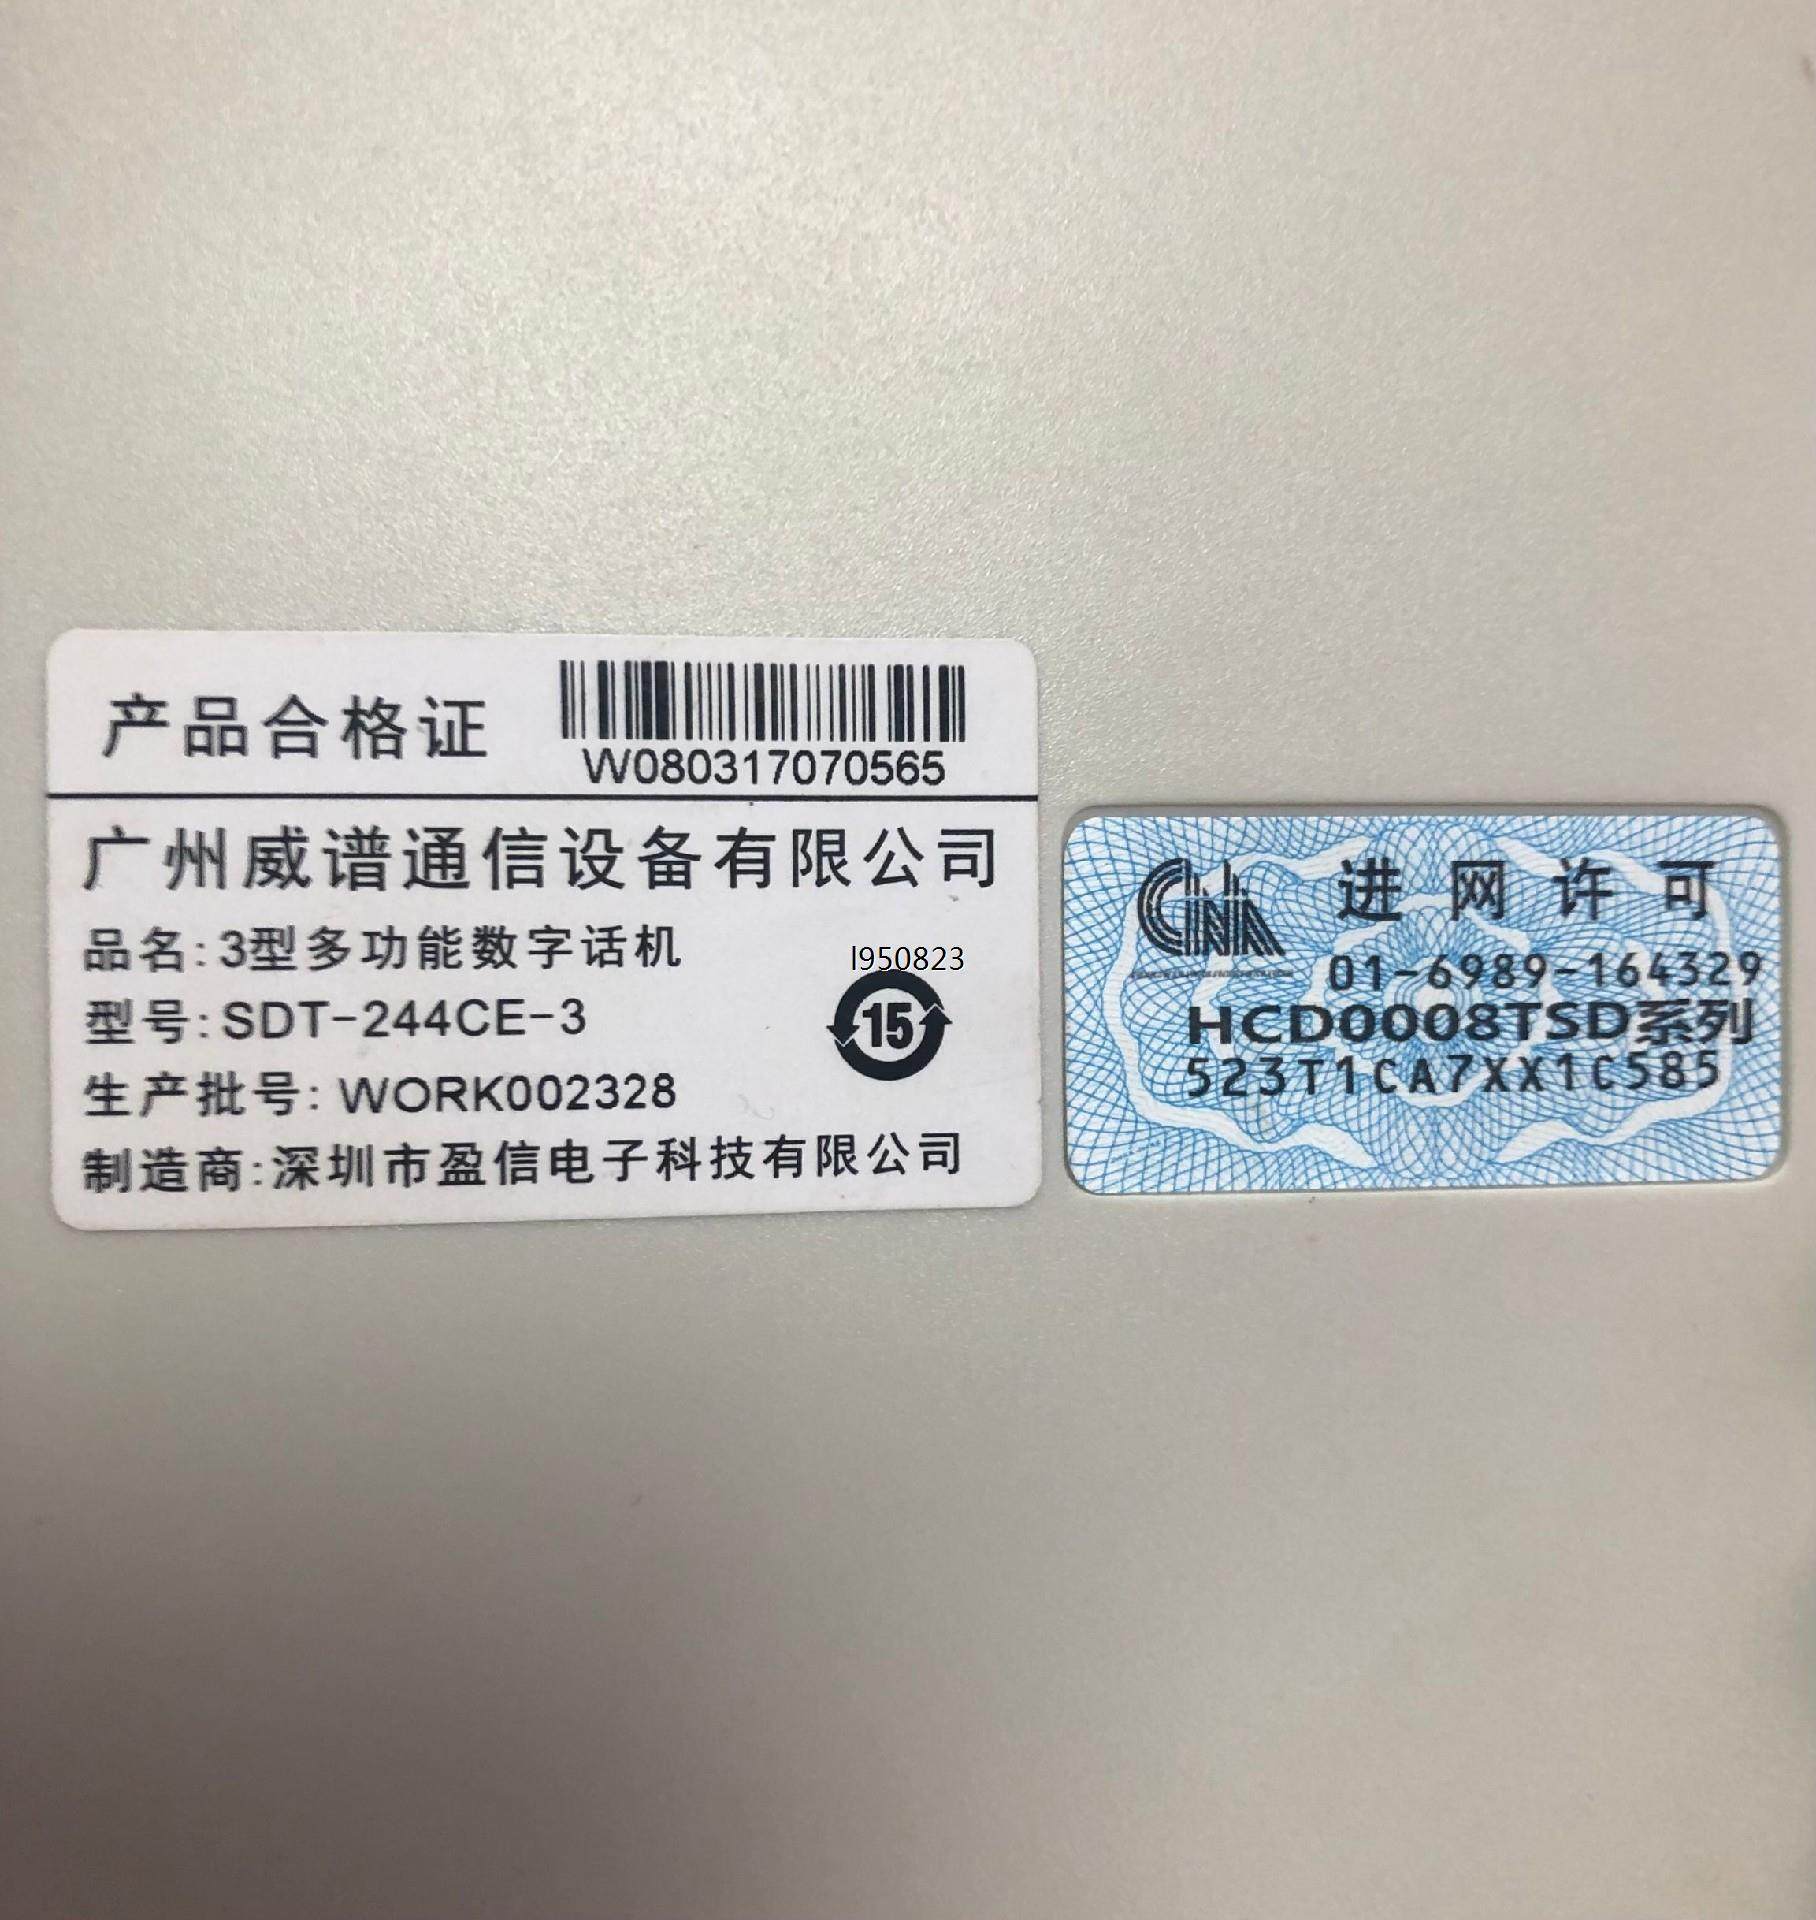 产品合格证
W080317070565
广州威谱通信设备有限公司
品名:3型多功能数字话机
l950823
型号:SDT-244CE-3
15
生产批号: WORK002328
制造商:深圳市盈信电子科技有限公司
进网许可
01-6989-164329
HCD0008TSD系列
523T1CA7XX1C585